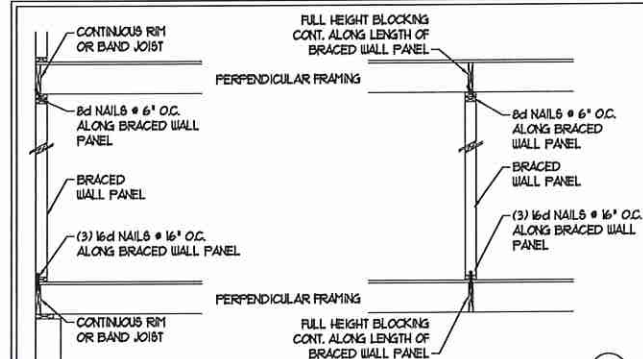 CONTINUOUS RIM
OR BAND JOIST
FULL HEIGHT BLOCKING
CONT. ALONG LENGTH OF
BRACED WALL PANEL
PERPENDICULAR FRAMING
8d NAILS @ 6" O.C.
ALONG BRACED WALL
PANEL
8d NAILS @ 6" O.C.
ALONG BRACED
WALL PANEL
BRACED
WALL PANEL
BRACED
WALL PANEL
(3) 16d NAILS @ 16" O.C.
ALONG BRACED WALL PANEL
(3) 16d NAILS @ 16" O.C.
ALONG BRACED WALL
PANEL
PERPENDICULAR FRAMING
CONTINUOUS RIM
OR BAND JOIST
FULL HEIGHT BLOCKING
CONT. ALONG LENGTH OF
BRACED WALL PANEL